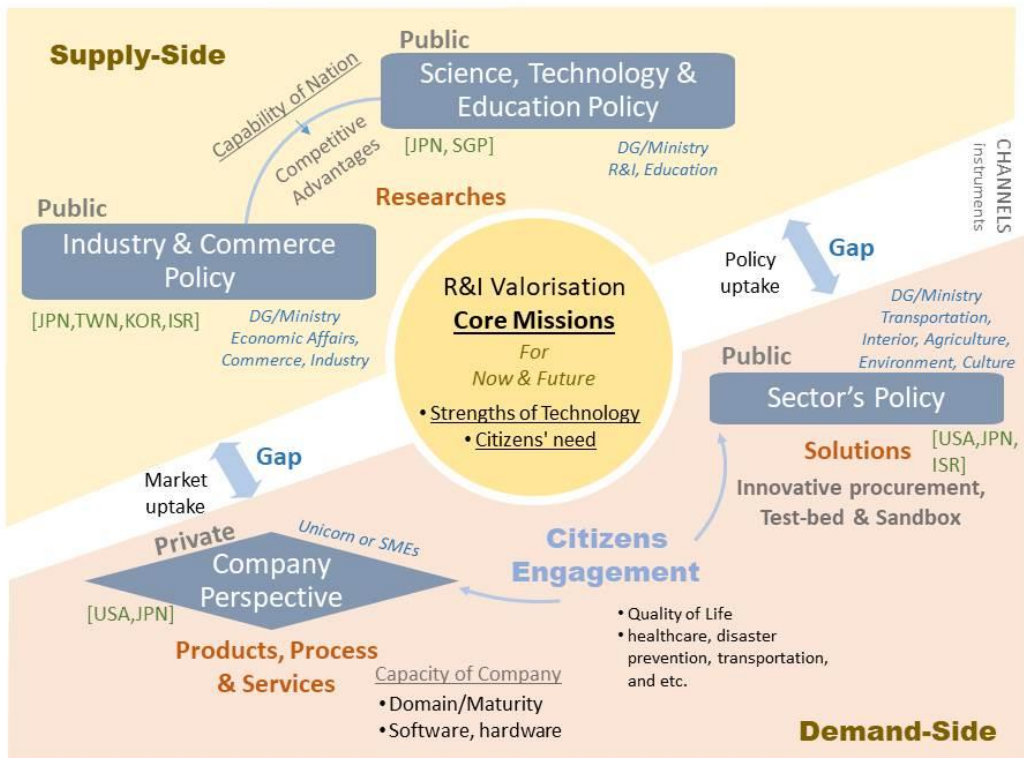 Supply-Side
Public
Science, Technology &
Education Policy
[JPN, SGP]
DG/Ministry
R&I, Education
Capability of Nation
Competitive
Advantages
Researches
Public
Industry & Commerce
Policy
[JPN,TWN,KOR,ISR]
DG/Ministry
Economic Affairs,
Commerce, Industry
CHANNELS
instruments
R&I Valorisation
Core Missions
For
Now & Future
• Strengths of Technology
• Citizens' need
Policy
uptake
Gap
DG/Ministry
Transportation,
Interior, Agriculture,
Environment, Culture
Public
Sector's Policy
[USA,JPN,
ISR]
Solutions
Innovative procurement,
Test-bed & Sandbox
Market
uptake
Gap
Private
Unicorn or SMEs
Company
Perspective
[USA,JPN]
Products, Process
& Services
Citizens
Engagement
• Quality of Life
• healthcare, disaster
prevention, transportation,
and etc.
Capacity of Company
• Domain/Maturity
• Software, hardware
Demand-Side